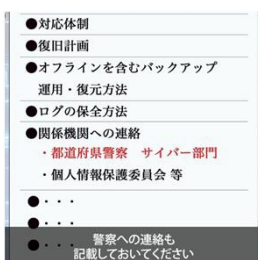 ●対応体制
●復旧計画
●オフラインを含むバックアップ
運用・復元方法
●ログの保全方法
●関係機関への連絡
・都道府県警察 サイバー部門
・個人情報保護委員会 等
●・・・
●・・・
●・・・
警察への連絡も
記載しておいてください